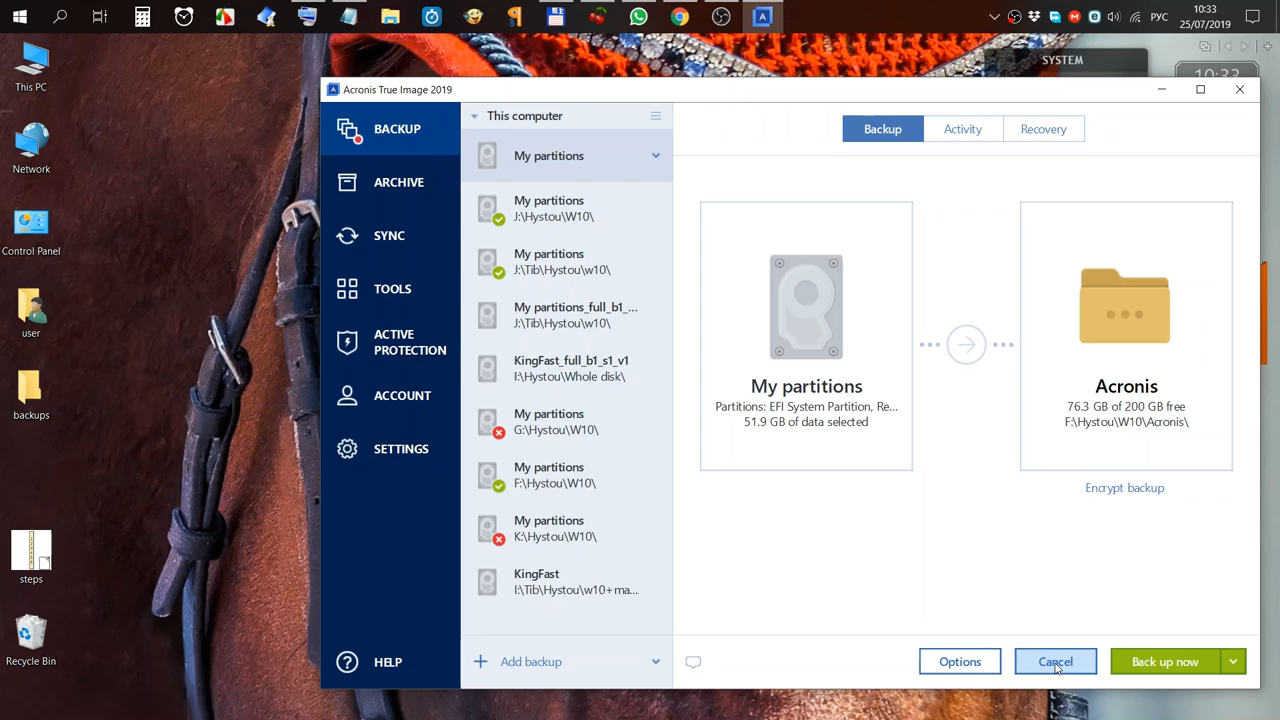 РУС
10:33
25/07/2019
This PC
Network
Control Panel
user
backups
steps
Recycle Bin
SYSTEM
10:33
Acronis True Image 2019
BACKUP
ARCHIVE
SYNC
TOOLS
ACTIVE
PROTECTION
ACCOUNT
SETTINGS
HELP
This computer
My partitions
My partitions
J:\Hystou\W10\
My partitions
J:\Tib\Hystou\w10\
My partitions_full_b1_...
J:\Tib\Hystou\w10\
KingFast_full_b1_s1_v1
I:\Hystou\Whole disk\
My partitions
G:\Hystou\W10\
My partitions
F:\Hystou\W10\
My partitions
K:\Hystou\W10\
KingFast
I:\Tib\Hystou\w10+ma...
Add backup
Backup
Activity
Recovery
My partitions
Partitions: EFI System Partition, Re...
51.9 GB of data selected
Acronis
76.3 GB of 200 GB free
F:\Hystou\W10\Acronis\
Encrypt backup
Options
Cancel
Back up now